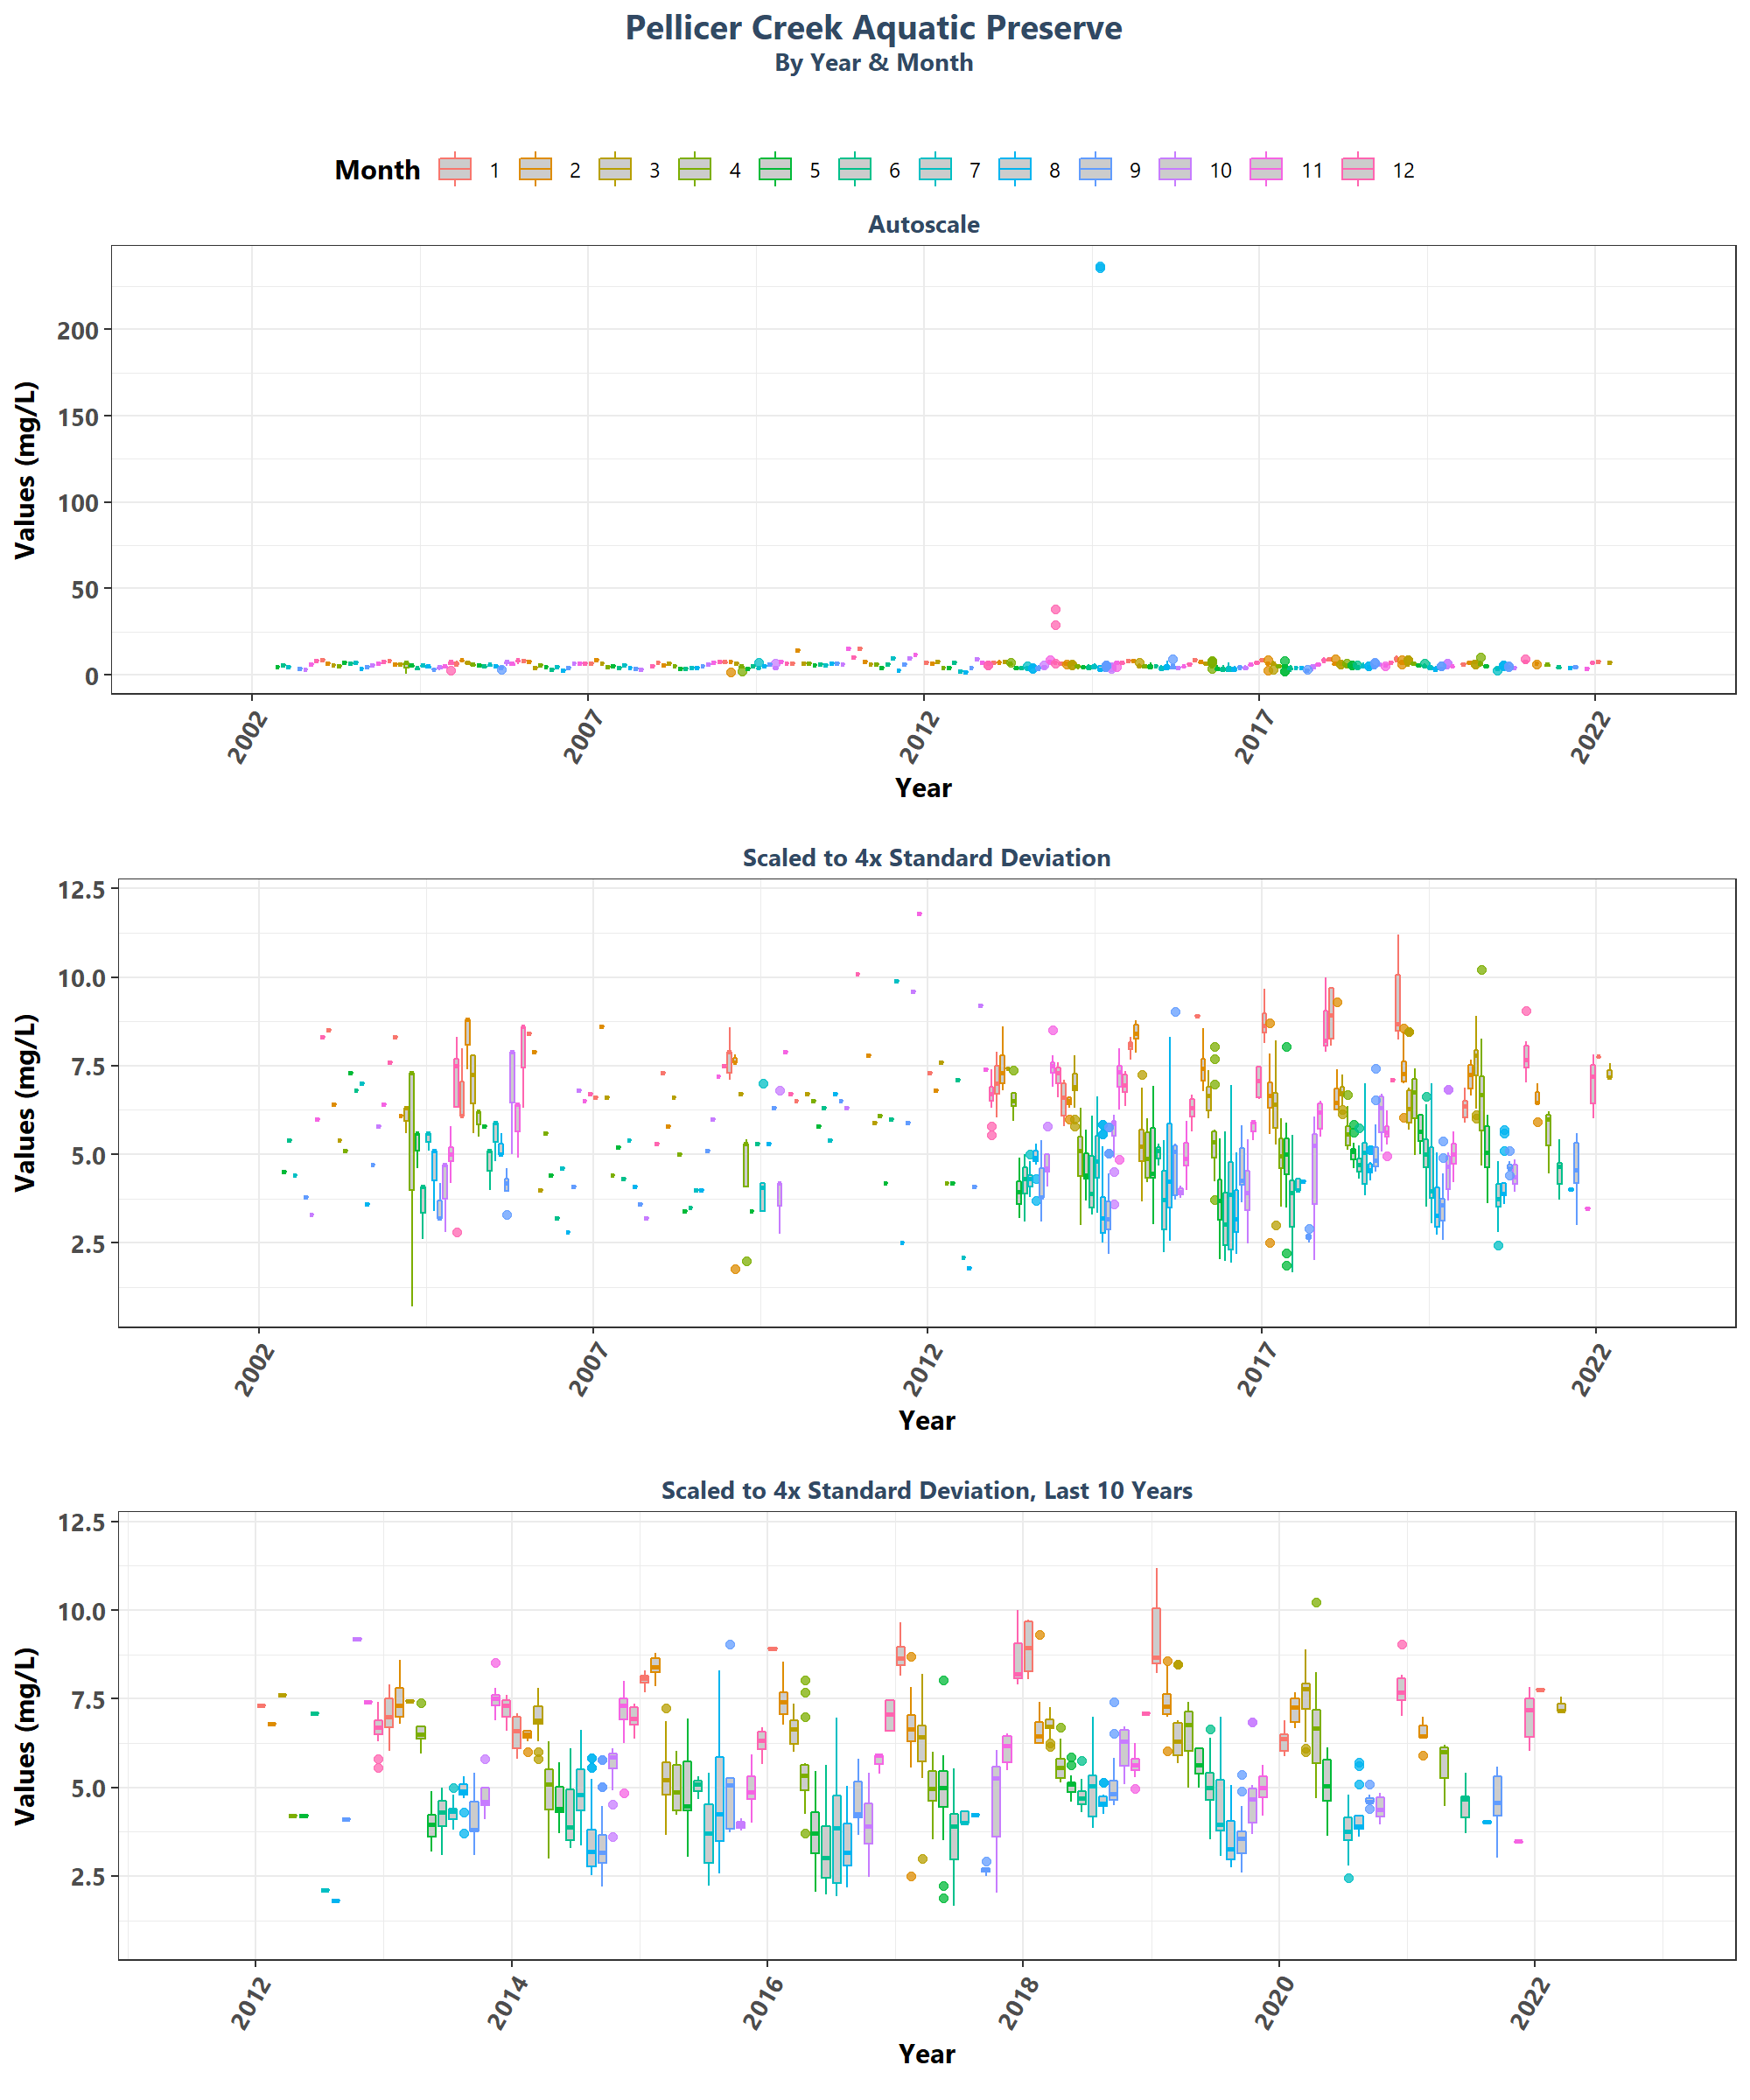 Pellicer Creek Aquatic Preserve
By Year & Month
Month 1 2 3 4 5 6 7 8 9 10 11 12
Autoscale
Values (mg/L)
200
150
100
50
0
2002 2007 2012 2017 2022
Year
Scaled to 4x Standard Deviation
Values (mg/L)
12.5
10.0
7.5
5.0
2.5
2002 2007 2012 2017 2022
Year
Scaled to 4x Standard Deviation, Last 10 Years
Values (mg/L)
12.5
10.0
7.5
5.0
2.5
2012 2014 2016 2018 2020 2022
Year